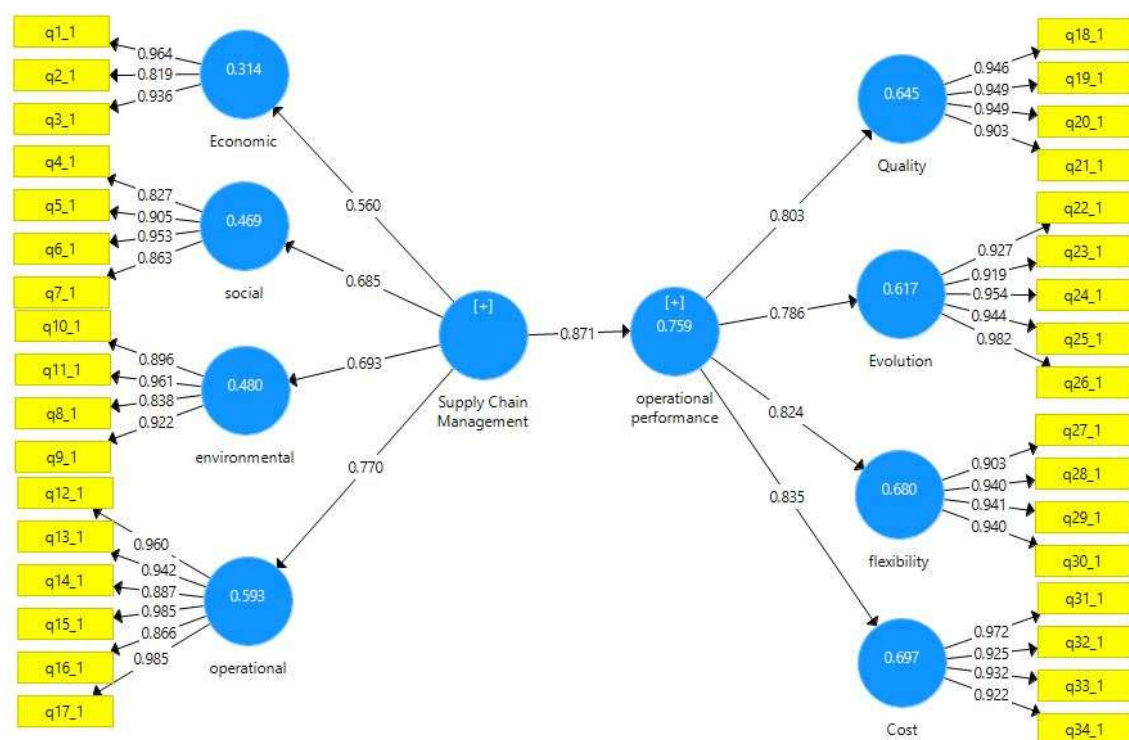 q1_1
q2_1
q3_1
0.964
0.819
0.936
0.314
Economic
q4_1
q5_1
q6_1
q7_1
0.827
0.905
0.953
0.863
0.469
social
q10_1
q11_1
q8_1
q9_1
0.896
0.961
0.838
0.922
0.480
environmental
q12_1
q13_1
q14_1
q15_1
q16_1
q17_1
0.960
0.942
0.887
0.985
0.866
0.985
0.593
operational
0.560
0.685
0.693
0.770
[+]
Supply Chain
Management
0.871
[+]
0.759
operational
performance
0.803
0.786
0.824
0.835
0.645
Quality
0.946
0.949
0.949
0.903
q18_1
q19_1
q20_1
q21_1
0.617
Evolution
0.927
0.919
0.954
0.944
0.982
q22_1
q23_1
q24_1
q25_1
q26_1
0.680
flexibility
0.903
0.940
0.941
0.940
q27_1
q28_1
q29_1
q30_1
0.697
Cost
0.972
0.925
0.932
0.922
q31_1
q32_1
q33_1
q34_1